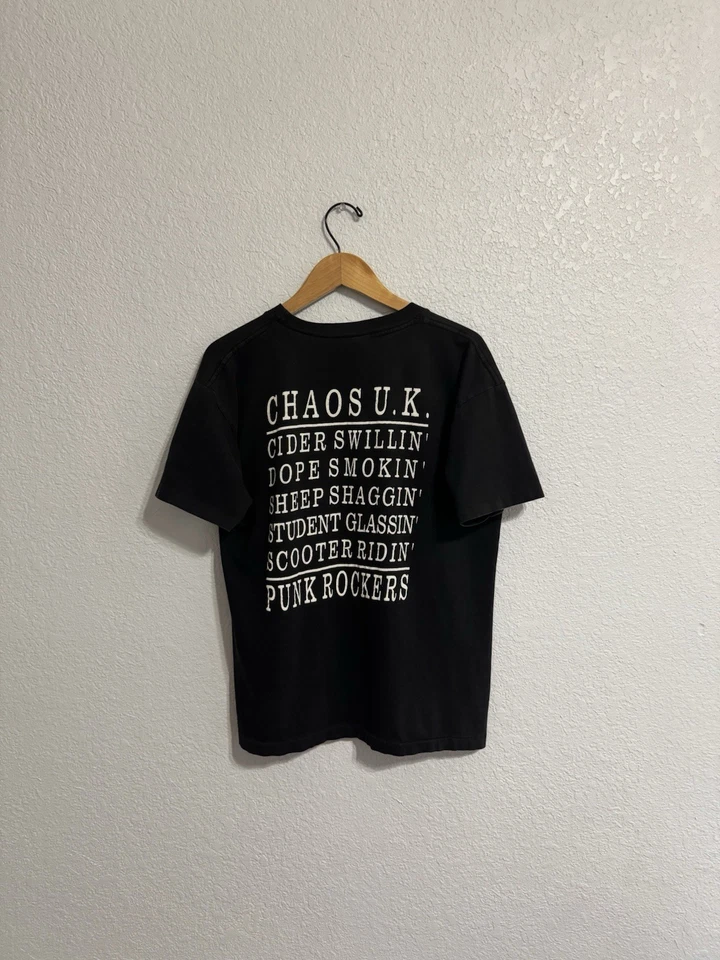 CHAOS U.K.
CIDER SWILLIN'
DOPE SMOKIN'
SHEEP SHAGGIN'
STUDENT GLASSIN'
SCOOTER RIDIN'
PUNK ROCKERS